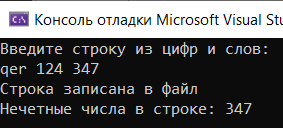 Консоль отладки Microsoft Visual Stu
Введите строку из цифр и слов:
qer 124 347
Строка записана в файл
Нечетные числа в строке: 347